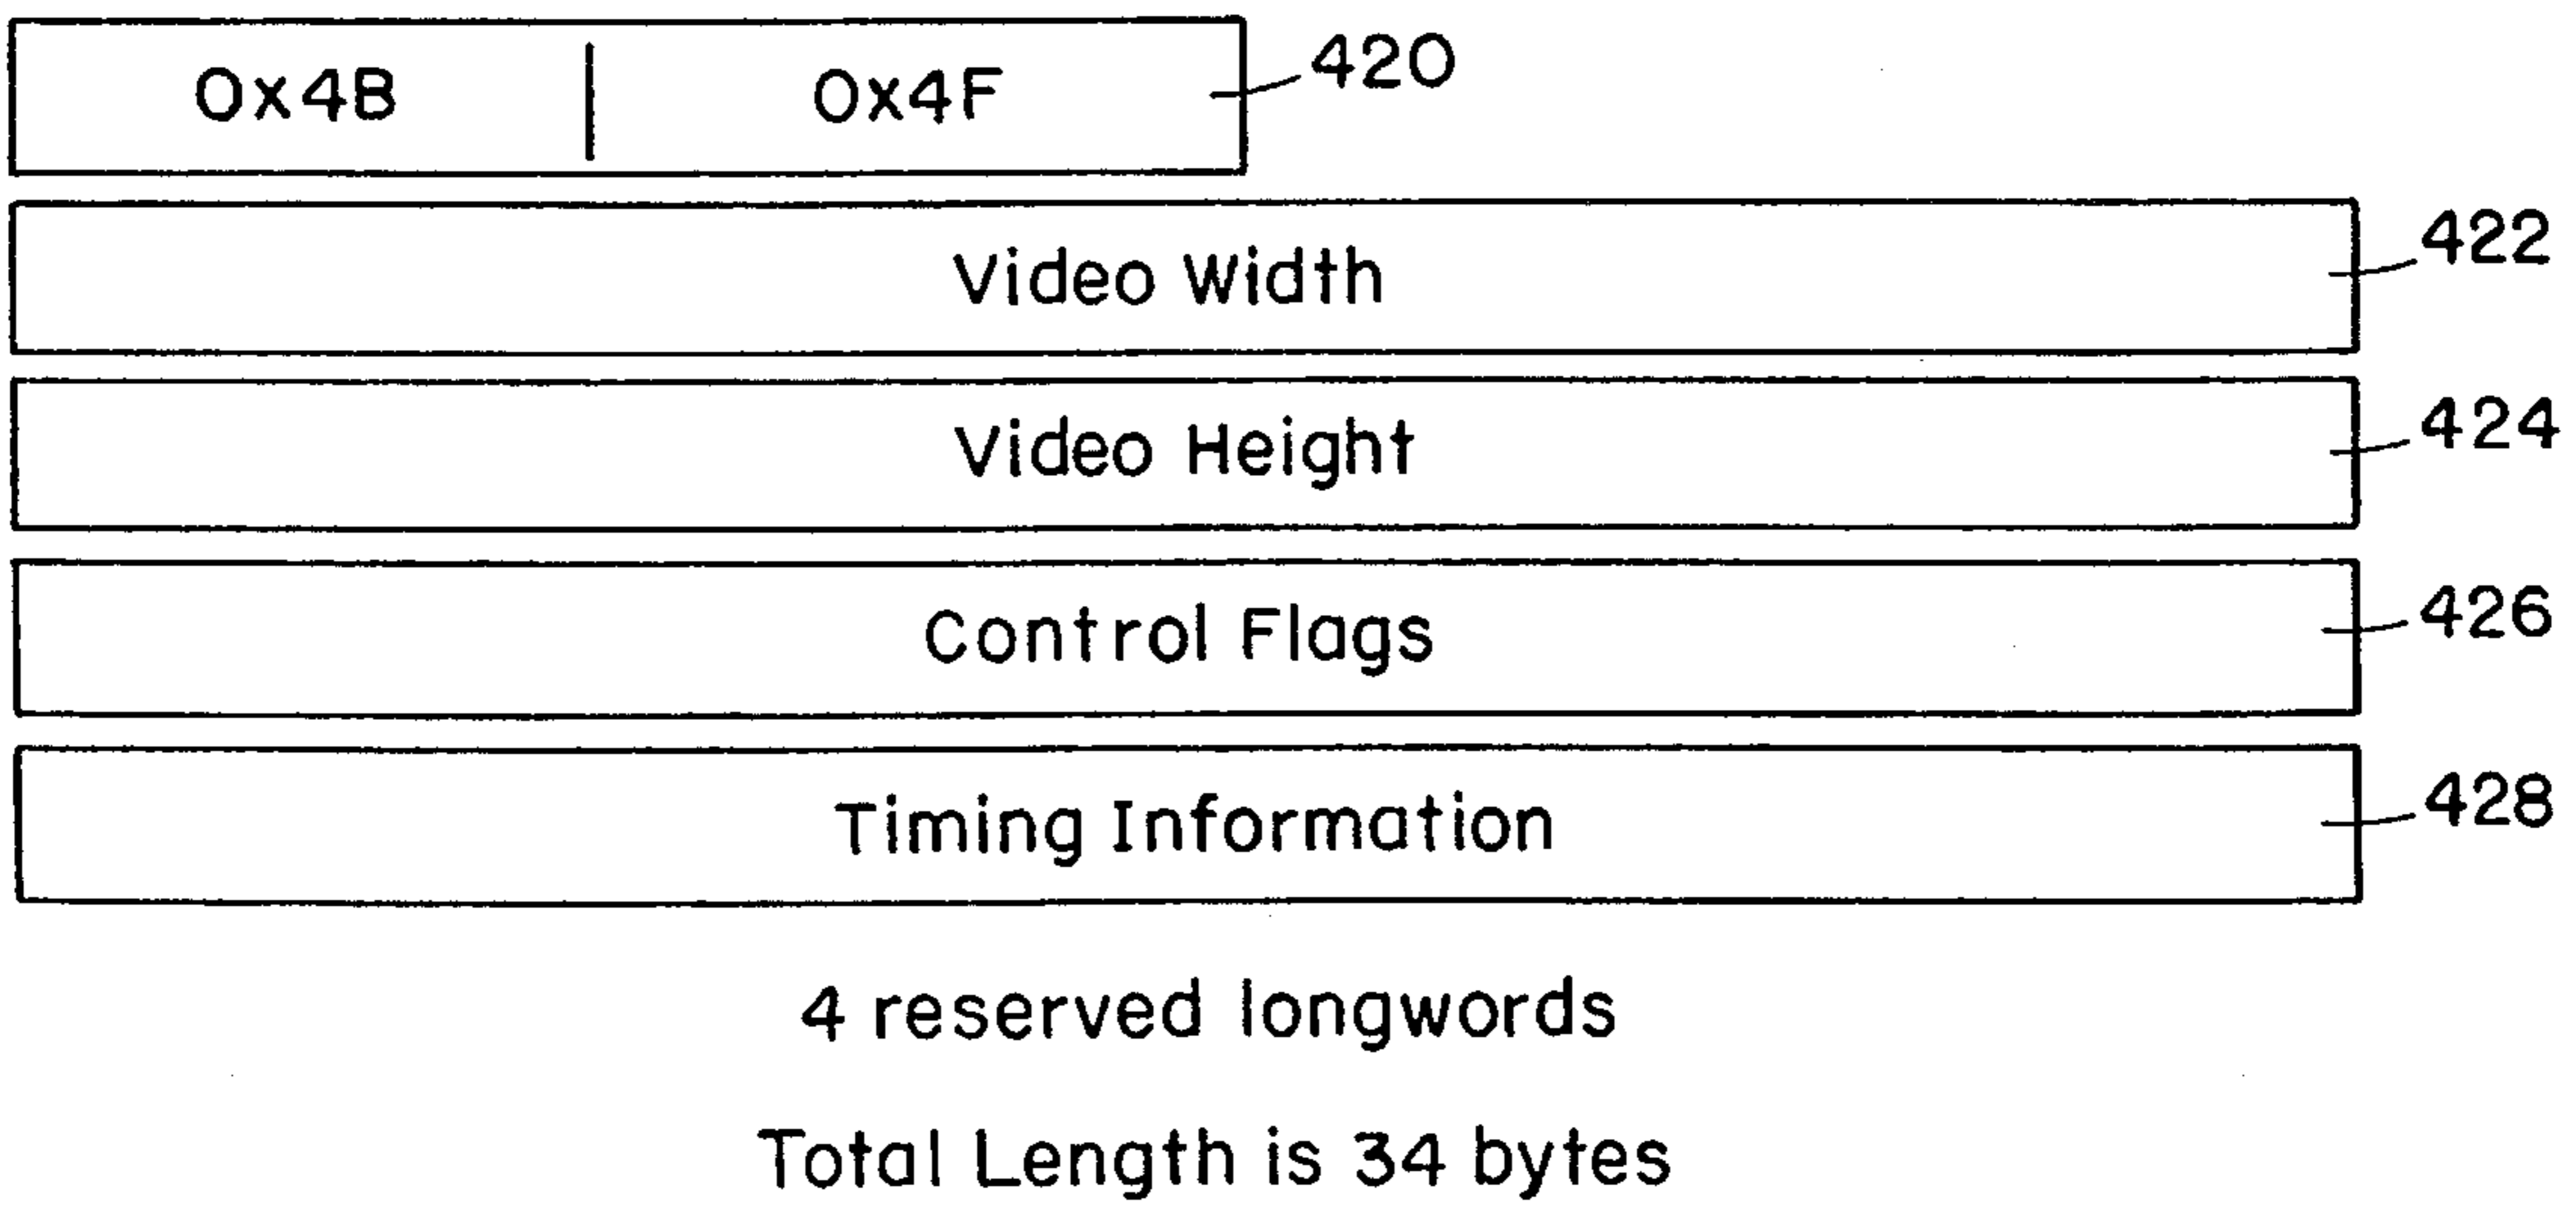 0x4B | 0x4F 420
Video Width 422
Video Height 424
Control Flags 426
Timing Information 428
4 reserved longwords
Total Length is 34 bytes